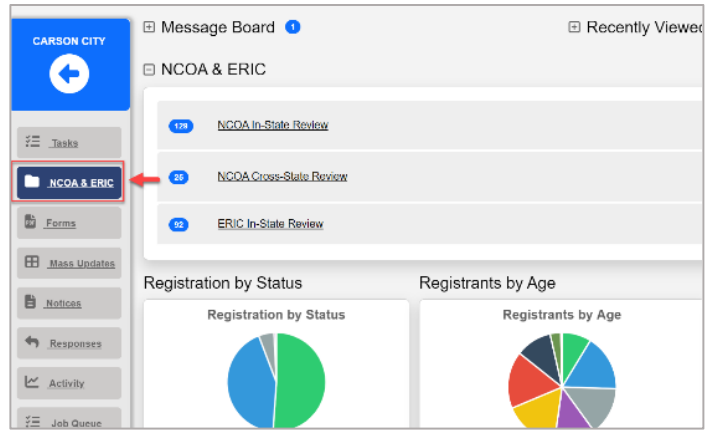 CARSON CITY
Message Board 1
Recently Viewed
NCOA & ERIC
129 NCOA In-State Review
25 NCOA Cross-State Review
92 ERIC In-State Review
Tasks
NCOA & ERIC
Forms
Mass Updates
Notices
Responses
Activity
Job Queue
Registration by Status
Registrants by Age
Registration by Status
Registrants by Age